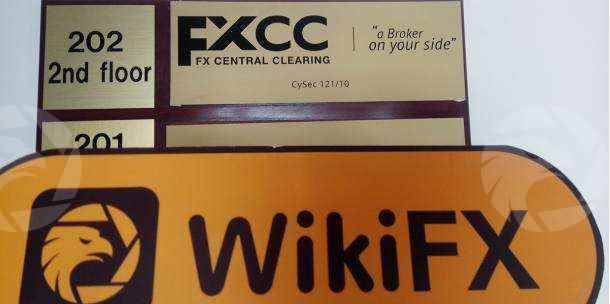 202
2nd floor
FXCC
FX CENTRAL CLEARING
"a Broker
on your side"
CySec 121/10
201
WikiFX